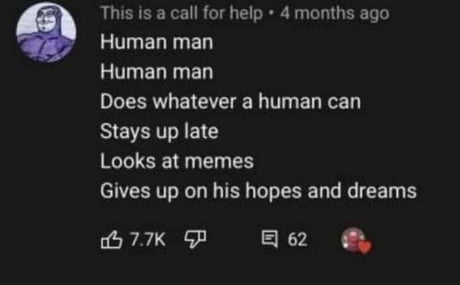 This is a call for help • 4 months ago
Human man
Human man
Does whatever a human can
Stays up late
Looks at memes
Gives up on his hopes and dreams
7.7K 62